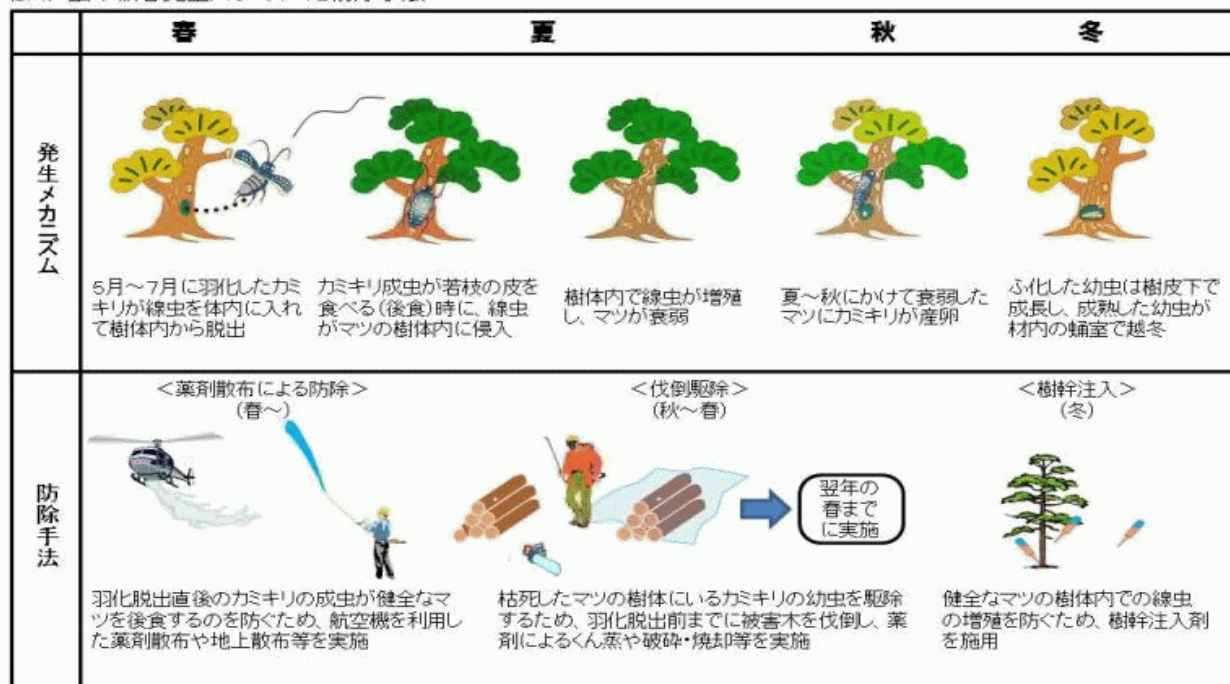 春 夏 秋 冬
発生メカニズム
5月～7月に羽化したカミ
キリが線虫を体内に入れ
て樹体内から脱出
カミキリ成虫が若枝の皮を
食べる(後食)時に、線虫
がマツの樹体内に侵入
樹体内で線虫が増殖
し、マツが衰弱
夏～秋にかけて衰弱した
マツにカミキリが産卵
ふ化した幼虫は樹皮下で
成長し、成熟した幼虫が
材内の蛹室で越冬
防除手法
＜薬剤散布による防除＞
(春～)
羽化脱出直後のカミキリの成虫が健全なマ
ツを後食するのを防ぐため、航空機を利用し
た薬剤散布や地上散布等を実施
＜伐倒駆除＞
(秋～春)
翌年の
春まで
に実施
枯死したマツの樹体にいるカミキリの幼虫を駆除
するため、羽化脱出前までに被害木を伐倒し、薬
剤によるくん蒸や破砕・焼却等を実施
＜樹幹注入＞
(冬)
健全なマツの樹体内での線虫
の増殖を防ぐため、樹幹注入剤
を施用